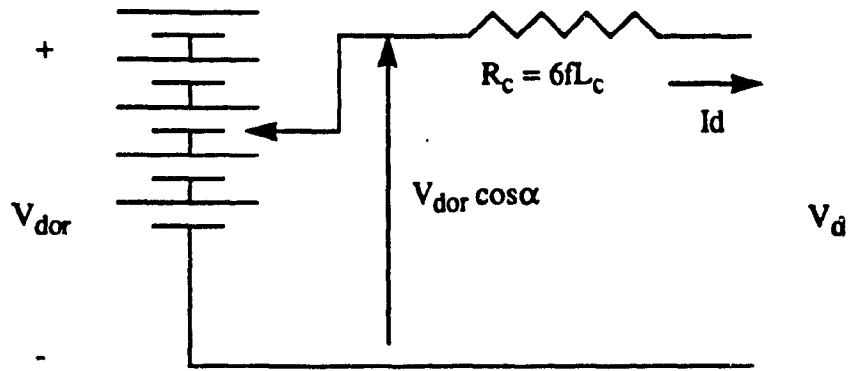 +
R_c = 6fL_c
Id
V_dor cosα
V_dor
V_d
-